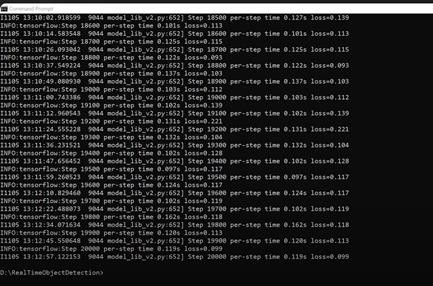 Command Prompt
I1105 13:10:02.918599  9044 model_lib_v2.py:652] Step 18500 per-step time 0.127s loss=0.139
INFO:tensorflow:Step 18600 per-step time 0.101s loss=0.113
I1105 13:10:14.583548  9044 model_lib_v2.py:652] Step 18600 per-step time 0.101s loss=0.113
INFO:tensorflow:Step 18700 per-step time 0.125s loss=0.115
I1105 13:10:26.093042  9044 model_lib_v2.py:652] Step 18700 per-step time 0.125s loss=0.115
INFO:tensorflow:Step 18800 per-step time 0.122s loss=0.093
I1105 13:10:37.549224  9044 model_lib_v2.py:652] Step 18800 per-step time 0.122s loss=0.093
INFO:tensorflow:Step 18900 per-step time 0.137s loss=0.103
I1105 13:10:49.080930  9044 model_lib_v2.py:652] Step 18900 per-step time 0.137s loss=0.103
INFO:tensorflow:Step 19000 per-step time 0.103s loss=0.112
I1105 13:11:00.743386  9044 model_lib_v2.py:652] Step 19000 per-step time 0.103s loss=0.112
INFO:tensorflow:Step 19100 per-step time 0.102s loss=0.139
I1105 13:11:12.960543  9044 model_lib_v2.py:652] Step 19100 per-step time 0.102s loss=0.139
INFO:tensorflow:Step 19200 per-step time 0.131s loss=0.221
I1105 13:11:24.555228  9044 model_lib_v2.py:652] Step 19200 per-step time 0.131s loss=0.221
INFO:tensorflow:Step 19300 per-step time 0.132s loss=0.104
I1105 13:11:36.231521  9044 model_lib_v2.py:652] Step 19300 per-step time 0.132s loss=0.104
INFO:tensorflow:Step 19400 per-step time 0.102s loss=0.128
I1105 13:11:47.656452  9044 model_lib_v2.py:652] Step 19400 per-step time 0.102s loss=0.128
INFO:tensorflow:Step 19500 per-step time 0.097s loss=0.117
I1105 13:11:59.260523  9044 model_lib_v2.py:652] Step 19500 per-step time 0.097s loss=0.117
INFO:tensorflow:Step 19600 per-step time 0.124s loss=0.117
I1105 13:12:10.829460  9044 model_lib_v2.py:652] Step 19600 per-step time 0.124s loss=0.117
INFO:tensorflow:Step 19700 per-step time 0.102s loss=0.119
I1105 13:12:22.488073  9044 model_lib_v2.py:652] Step 19700 per-step time 0.102s loss=0.119
INFO:tensorflow:Step 19800 per-step time 0.162s loss=0.118
I1105 13:12:34.071634  9044 model_lib_v2.py:652] Step 19800 per-step time 0.162s loss=0.118
INFO:tensorflow:Step 19900 per-step time 0.120s loss=0.113
I1105 13:12:45.550648  9044 model_lib_v2.py:652] Step 19900 per-step time 0.120s loss=0.113
INFO:tensorflow:Step 20000 per-step time 0.119s loss=0.099
I1105 13:12:57.122153  9044 model_lib_v2.py:652] Step 20000 per-step time 0.119s loss=0.099
D:\RealTimeObjectDetection>